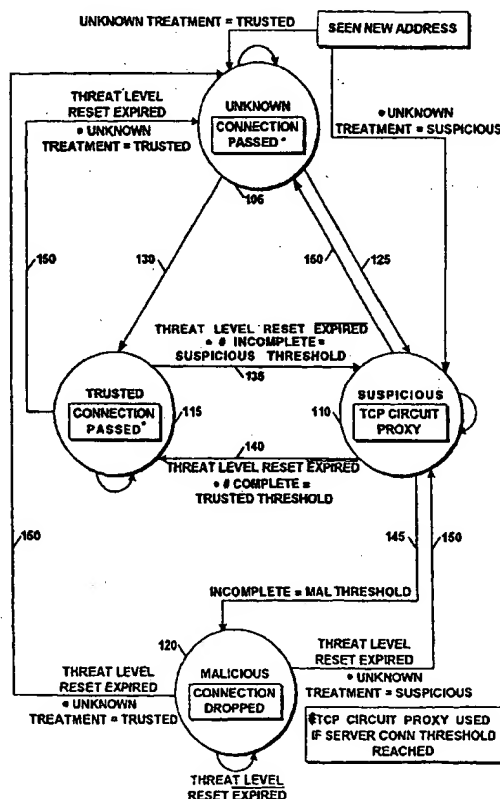 UNKNOWN TREATMENT = TRUSTED
SEEN NEW ADDRESS
THREAT LEVEL
RESET EXPIRED
• UNKNOWN
TREATMENT = TRUSTED
UNKNOWN
CONNECTION
PASSED*
• UNKNOWN
TREATMENT = SUSPICIOUS
105
150
130
160
125
THREAT LEVEL RESET EXPIRED
• # INCOMPLETE =
SUSPICIOUS THRESHOLD
135
TRUSTED
CONNECTION
PASSED*
115
110
SUSPICIOUS
TCP CIRCUIT
PROXY
140
THREAT LEVEL RESET EXPIRED
• # COMPLETE =
TRUSTED THRESHOLD
160
145
150
INCOMPLETE = MAL THRESHOLD
120
MALICIOUS
CONNECTION
DROPPED
THREAT LEVEL
RESET EXPIRED
• UNKNOWN
TREATMENT = TRUSTED
THREAT LEVEL
RESET EXPIRED
• UNKNOWN
TREATMENT = SUSPICIOUS
THREAT LEVEL
RESET EXPIRED
*TCP CIRCUIT PROXY USED
IF SERVER CONN THRESHOLD
REACHED